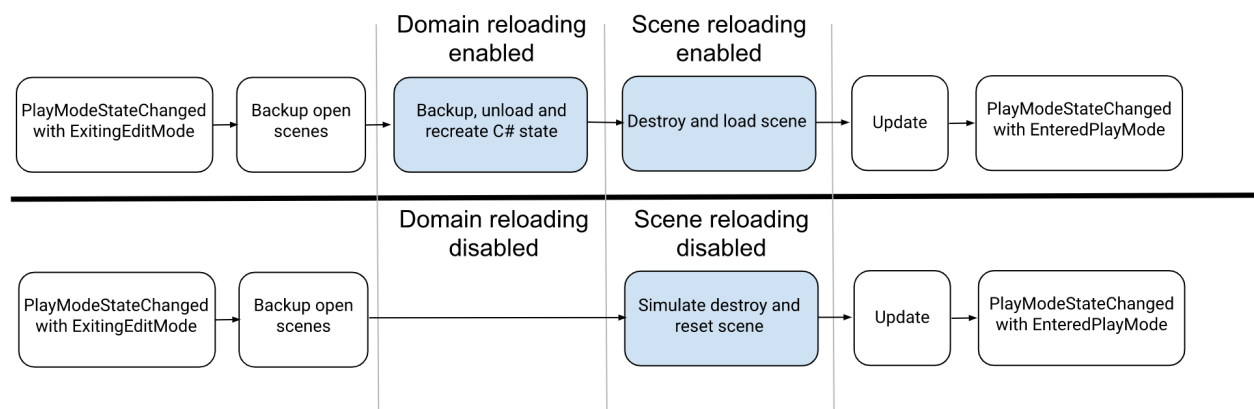 Domain reloading
enabled
Scene reloading
enabled
PlayModeStateChanged
with ExitingEditMode
Backup open
scenes
Backup, unload and
recreate C# state
Destroy and load scene
Update
PlayModeStateChanged
with EnteredPlayMode
Domain reloading
disabled
Scene reloading
disabled
PlayModeStateChanged
with ExitingEditMode
Backup open
scenes
Simulate destroy and
reset scene
Update
PlayModeStateChanged
with EnteredPlayMode